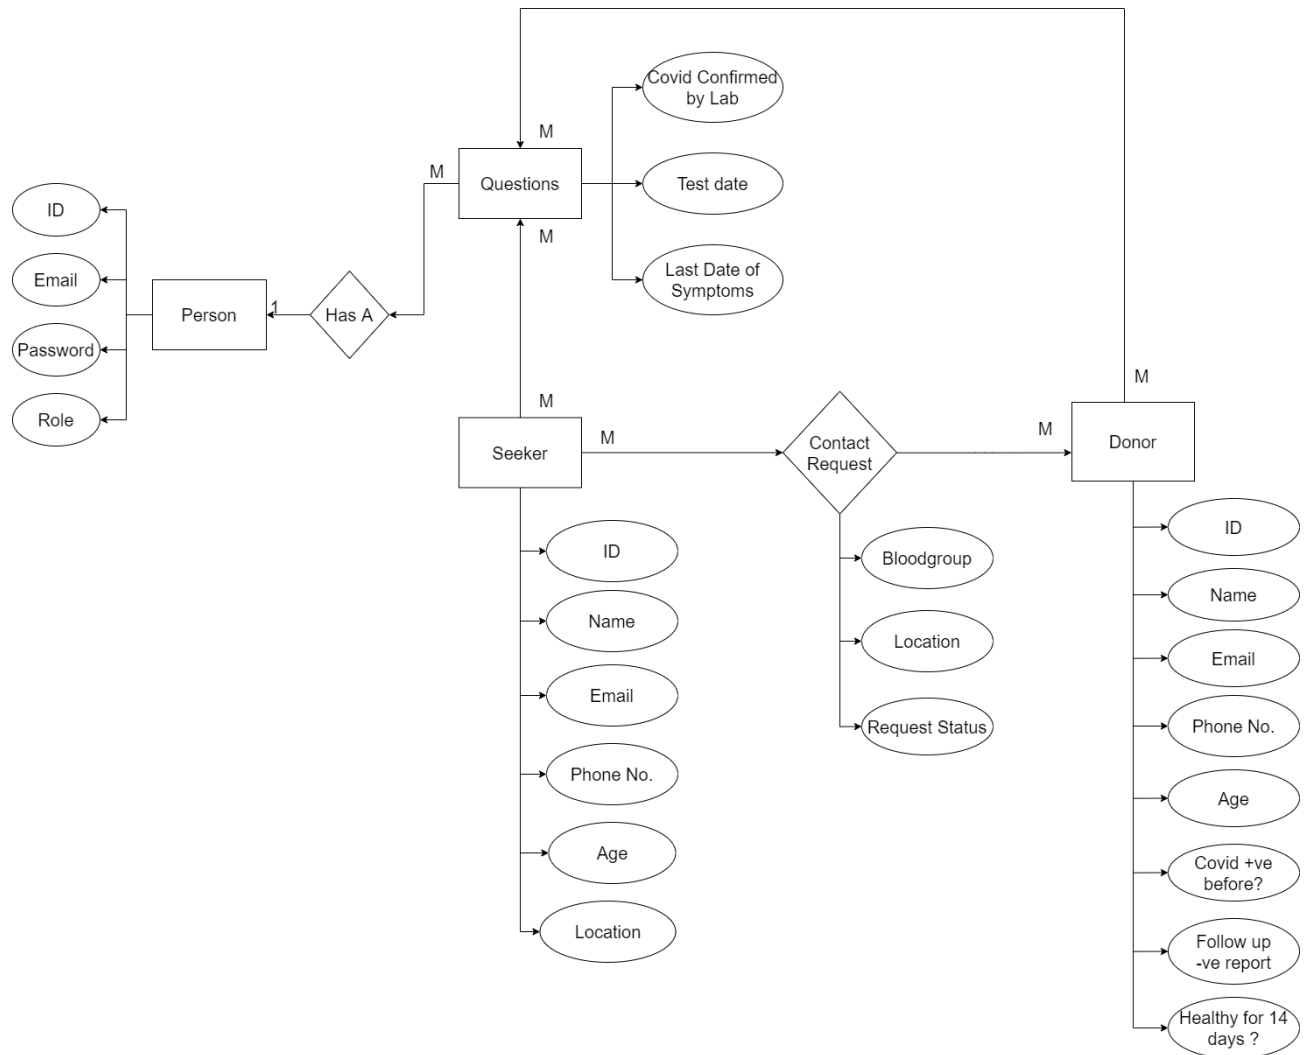 Covid Confirmed
by Lab
M
M
Questions
Test date
ID
M
Email
Last Date of
Symptoms
1
Person
Has A
Password
M
Role
M
M
M
Contact
Request
Donor
Seeker
ID
ID
Bloodgroup
Name
Name
Location
Email
Email
Phone No.
Request Status
Phone No.
Age
Age
Covid +ve
before?
Location
Follow up
-ve report
Healthy for 14
days ?